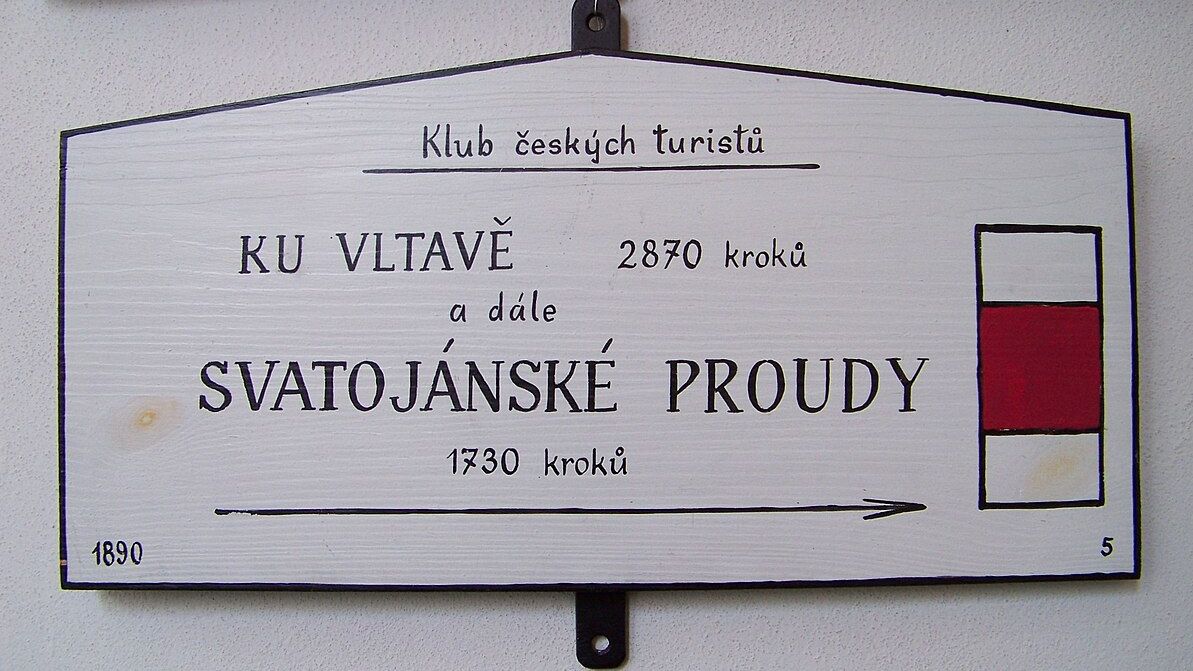 Klub českých turistů
KU VLTAVĚ 2870 kroků
a dále
SVATOJÁNSKÉ PROUDY
1730 kroků
1890 5